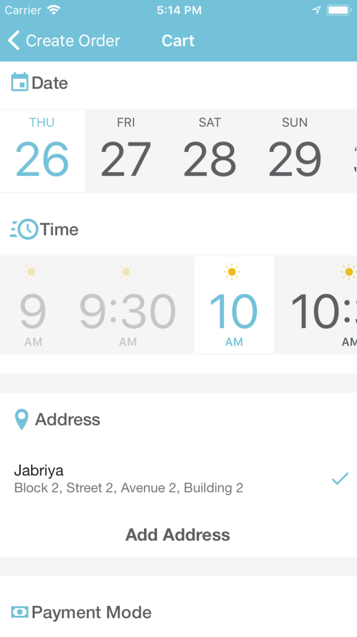 Carrier 5:14 PM
Create Order Cart
Date
THU FRI SAT SUN
26 27 28 29
Time
9 9:30 10 10:
AM AM AM AM
Address
Jabriya
Block 2, Street 2, Avenue 2, Building 2
Add Address
Payment Mode